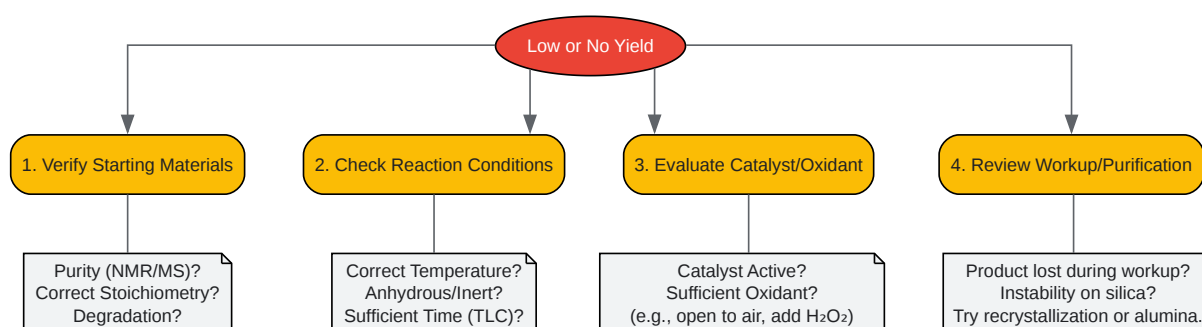 Low or No Yield
1. Verify Starting Materials
2. Check Reaction Conditions
3. Evaluate Catalyst/Oxidant
4. Review Workup/Purification
Purity (NMR/MS)?
Correct Stoichiometry?
Degradation?
Correct Temperature?
Anhydrous/Inert?
Sufficient Time (TLC)?
Catalyst Active?
Sufficient Oxidant?
(e.g., open to air, add H₂O₂)
Product lost during workup?
Instability on silica?
Try recrystallization or alumina.